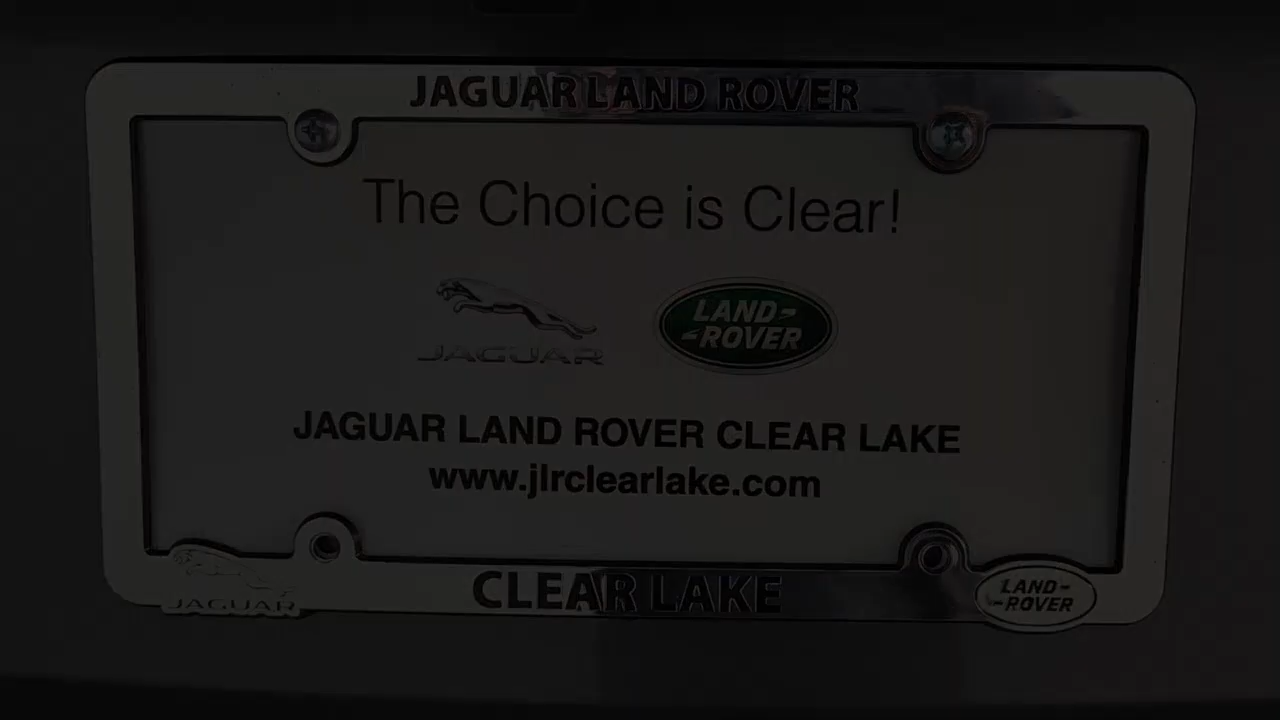 JAGUAR LAND ROVER
The Choice is Clear!
JAGUAR
LAND-
-ROVER
JAGUAR LAND ROVER CLEAR LAKE
www.jlrclearlake.com
JAGUAR
CLEAR LAKE
LAND-
-ROVER